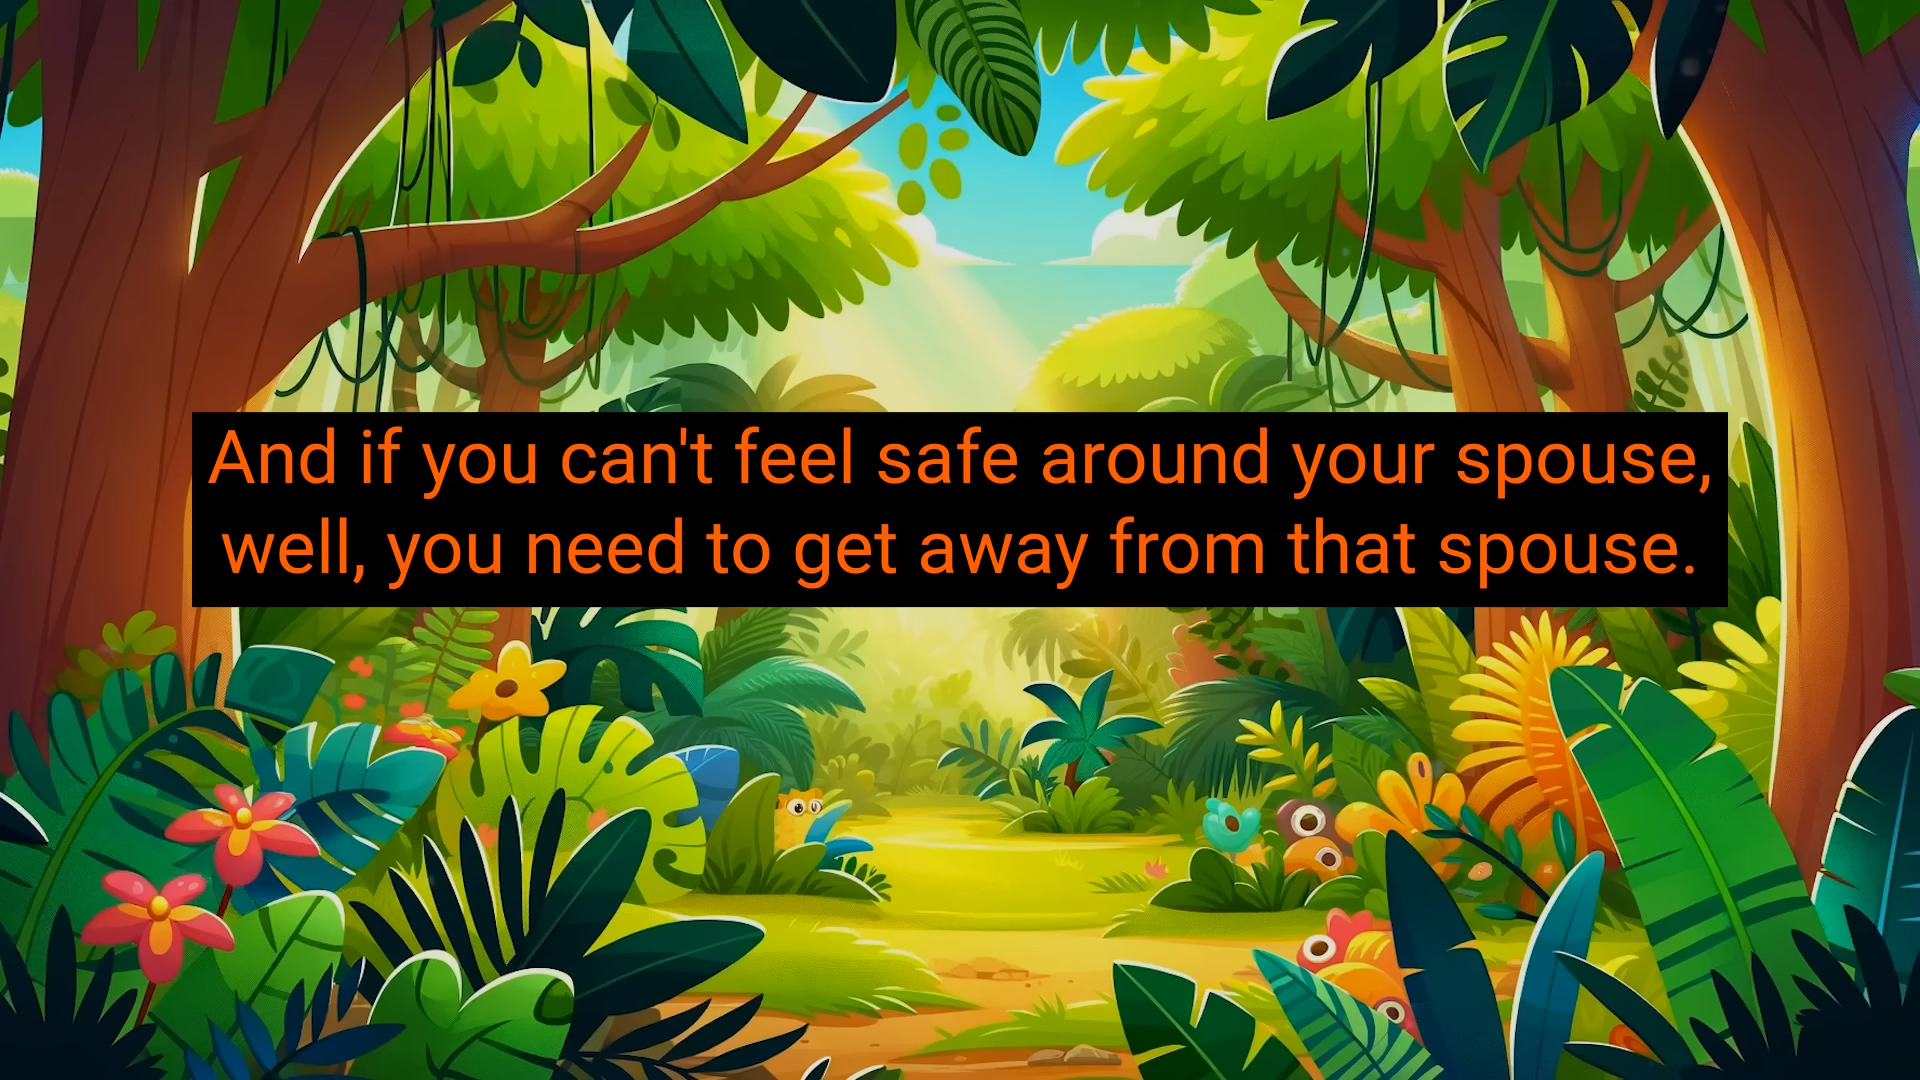 And if you can't feel safe around your spouse,
well, you need to get away from that spouse.